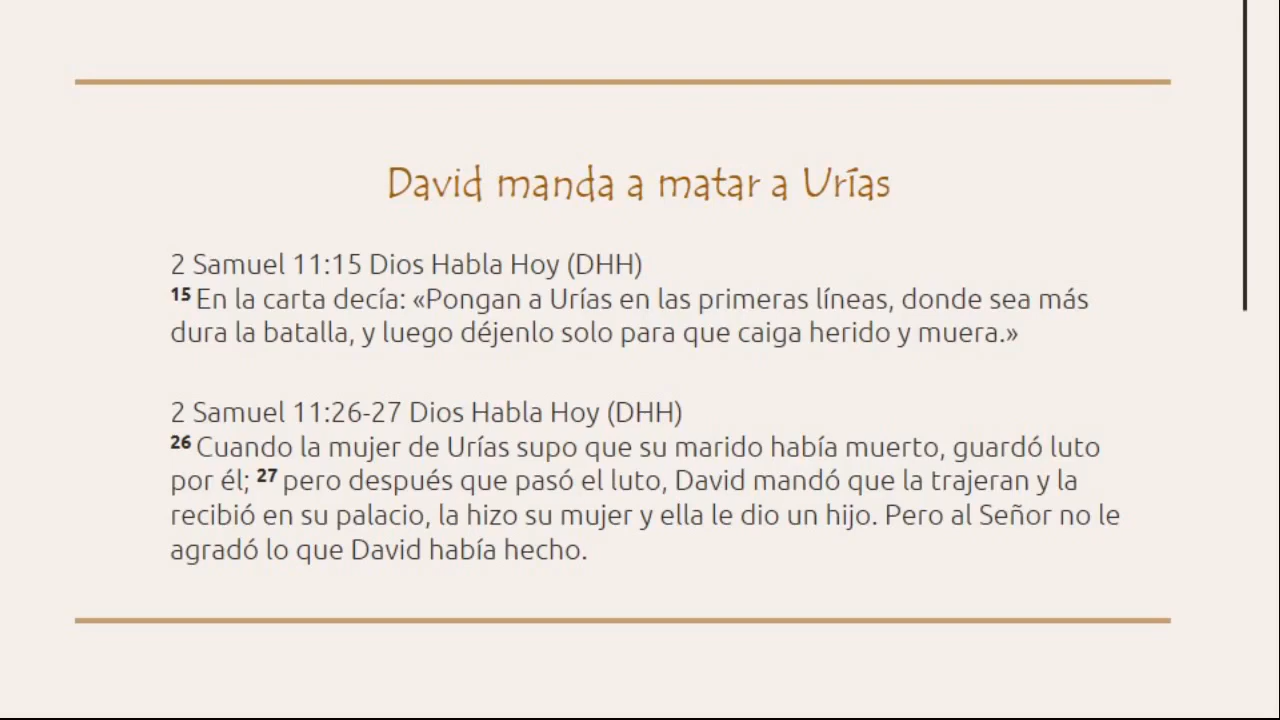 David manda a matar a Urías
2 Samuel 11:15 Dios Habla Hoy (DHH)
15 En la carta decía: «Pongan a Urías en las primeras líneas, donde sea más
dura la batalla, y luego déjenlo solo para que caiga herido y muera.»
2 Samuel 11:26-27 Dios Habla Hoy (DHH)
26 Cuando la mujer de Urías supo que su marido había muerto, guardó luto
por él; 27 pero después que pasó el luto, David mandó que la trajeran y la
recibió en su palacio, la hizo su mujer y ella le dio un hijo. Pero al Señor no le
agradó lo que David había hecho.